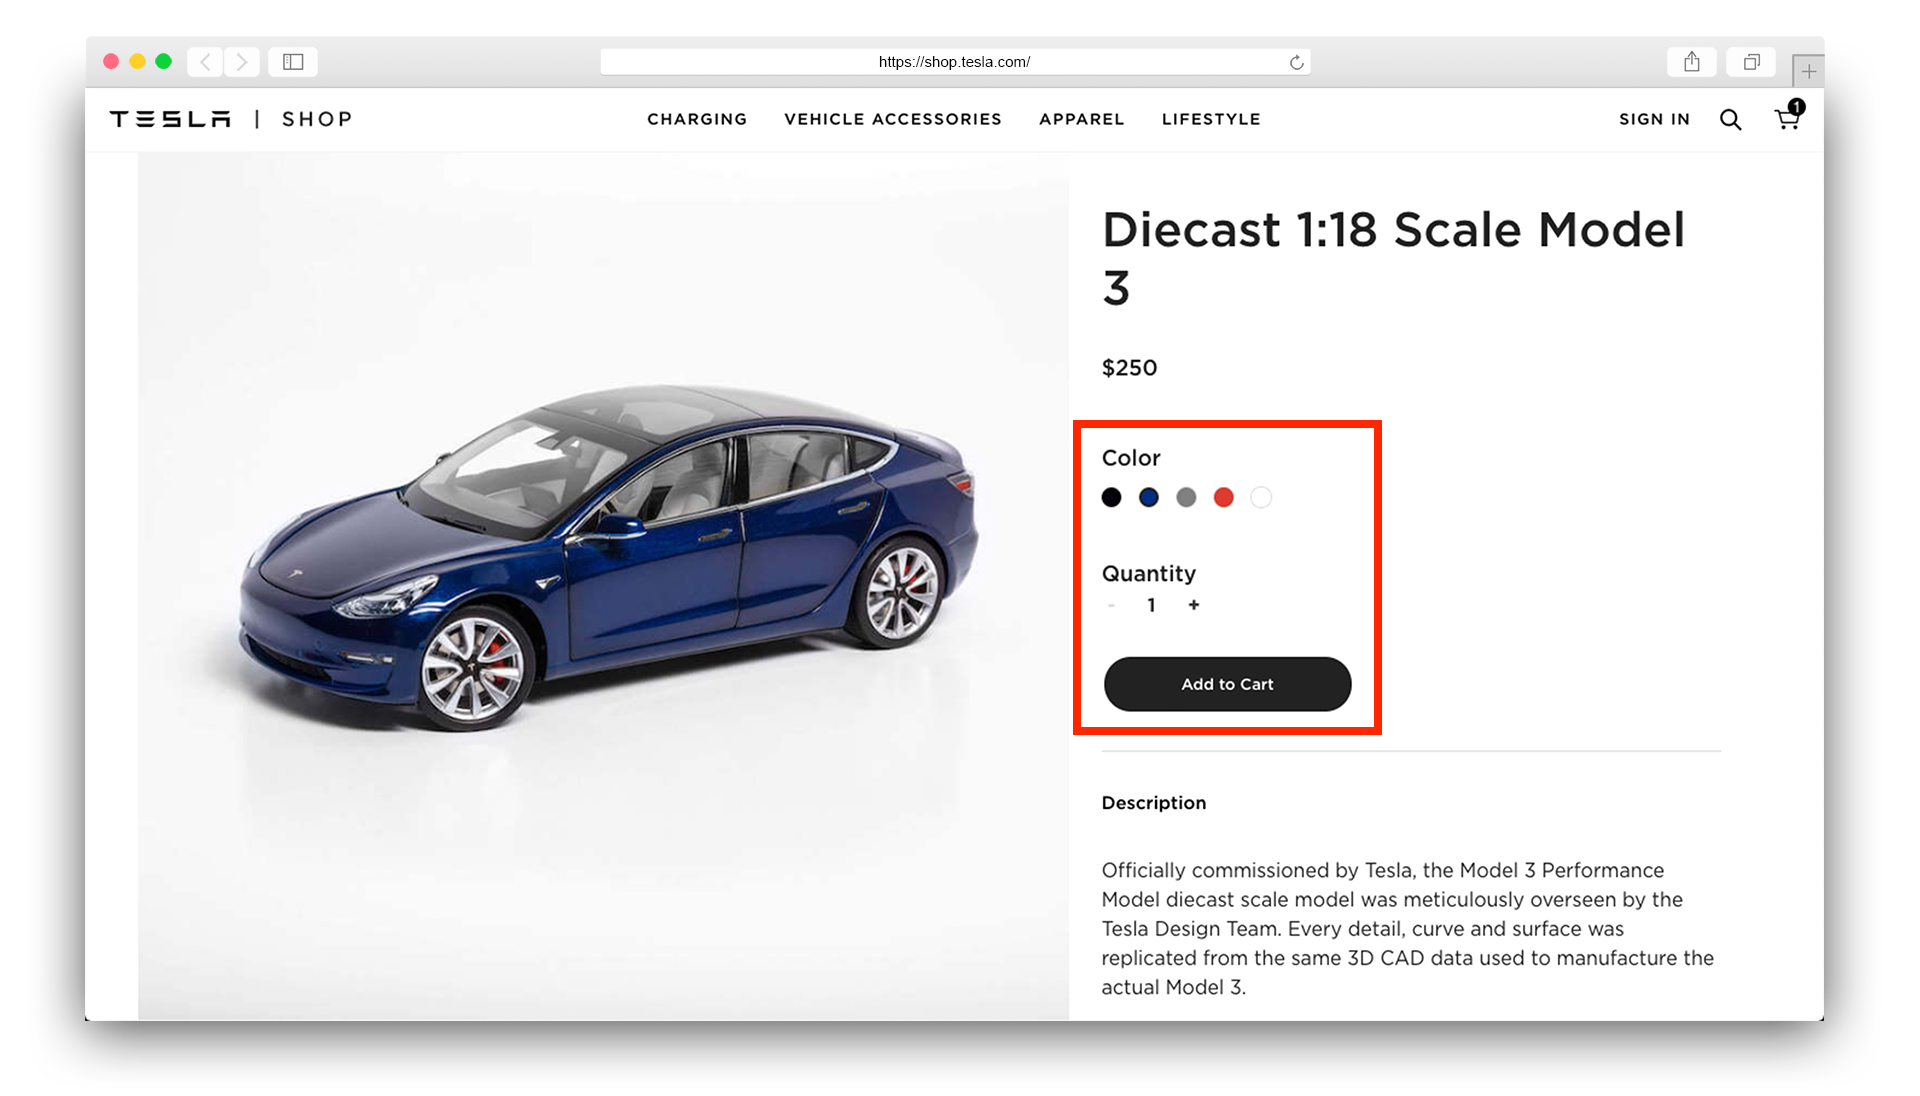 https://shop.tesla.com/
TESLA | SHOP
CHARGING
VEHICLE ACCESSORIES
APPAREL
LIFESTYLE
SIGN IN
1
Diecast 1:18 Scale Model
3
$250
Color
Quantity
- 1 +
Add to Cart
Description
Officially commissioned by Tesla, the Model 3 Performance
Model diecast scale model was meticulously overseen by the
Tesla Design Team. Every detail, curve and surface was
replicated from the same 3D CAD data used to manufacture the
actual Model 3.